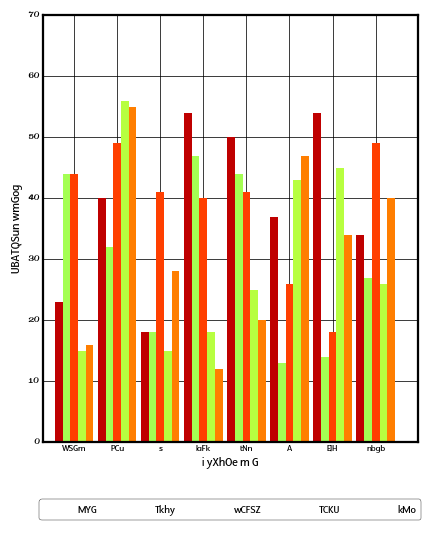 70
60
50
40
30
20
10
0
UBATQSun wmGog
WSGm PCu s laFk tNn A EJH nbgb
i yXhOe m G
MYG Tkhy wCFSZ TCKU kMo